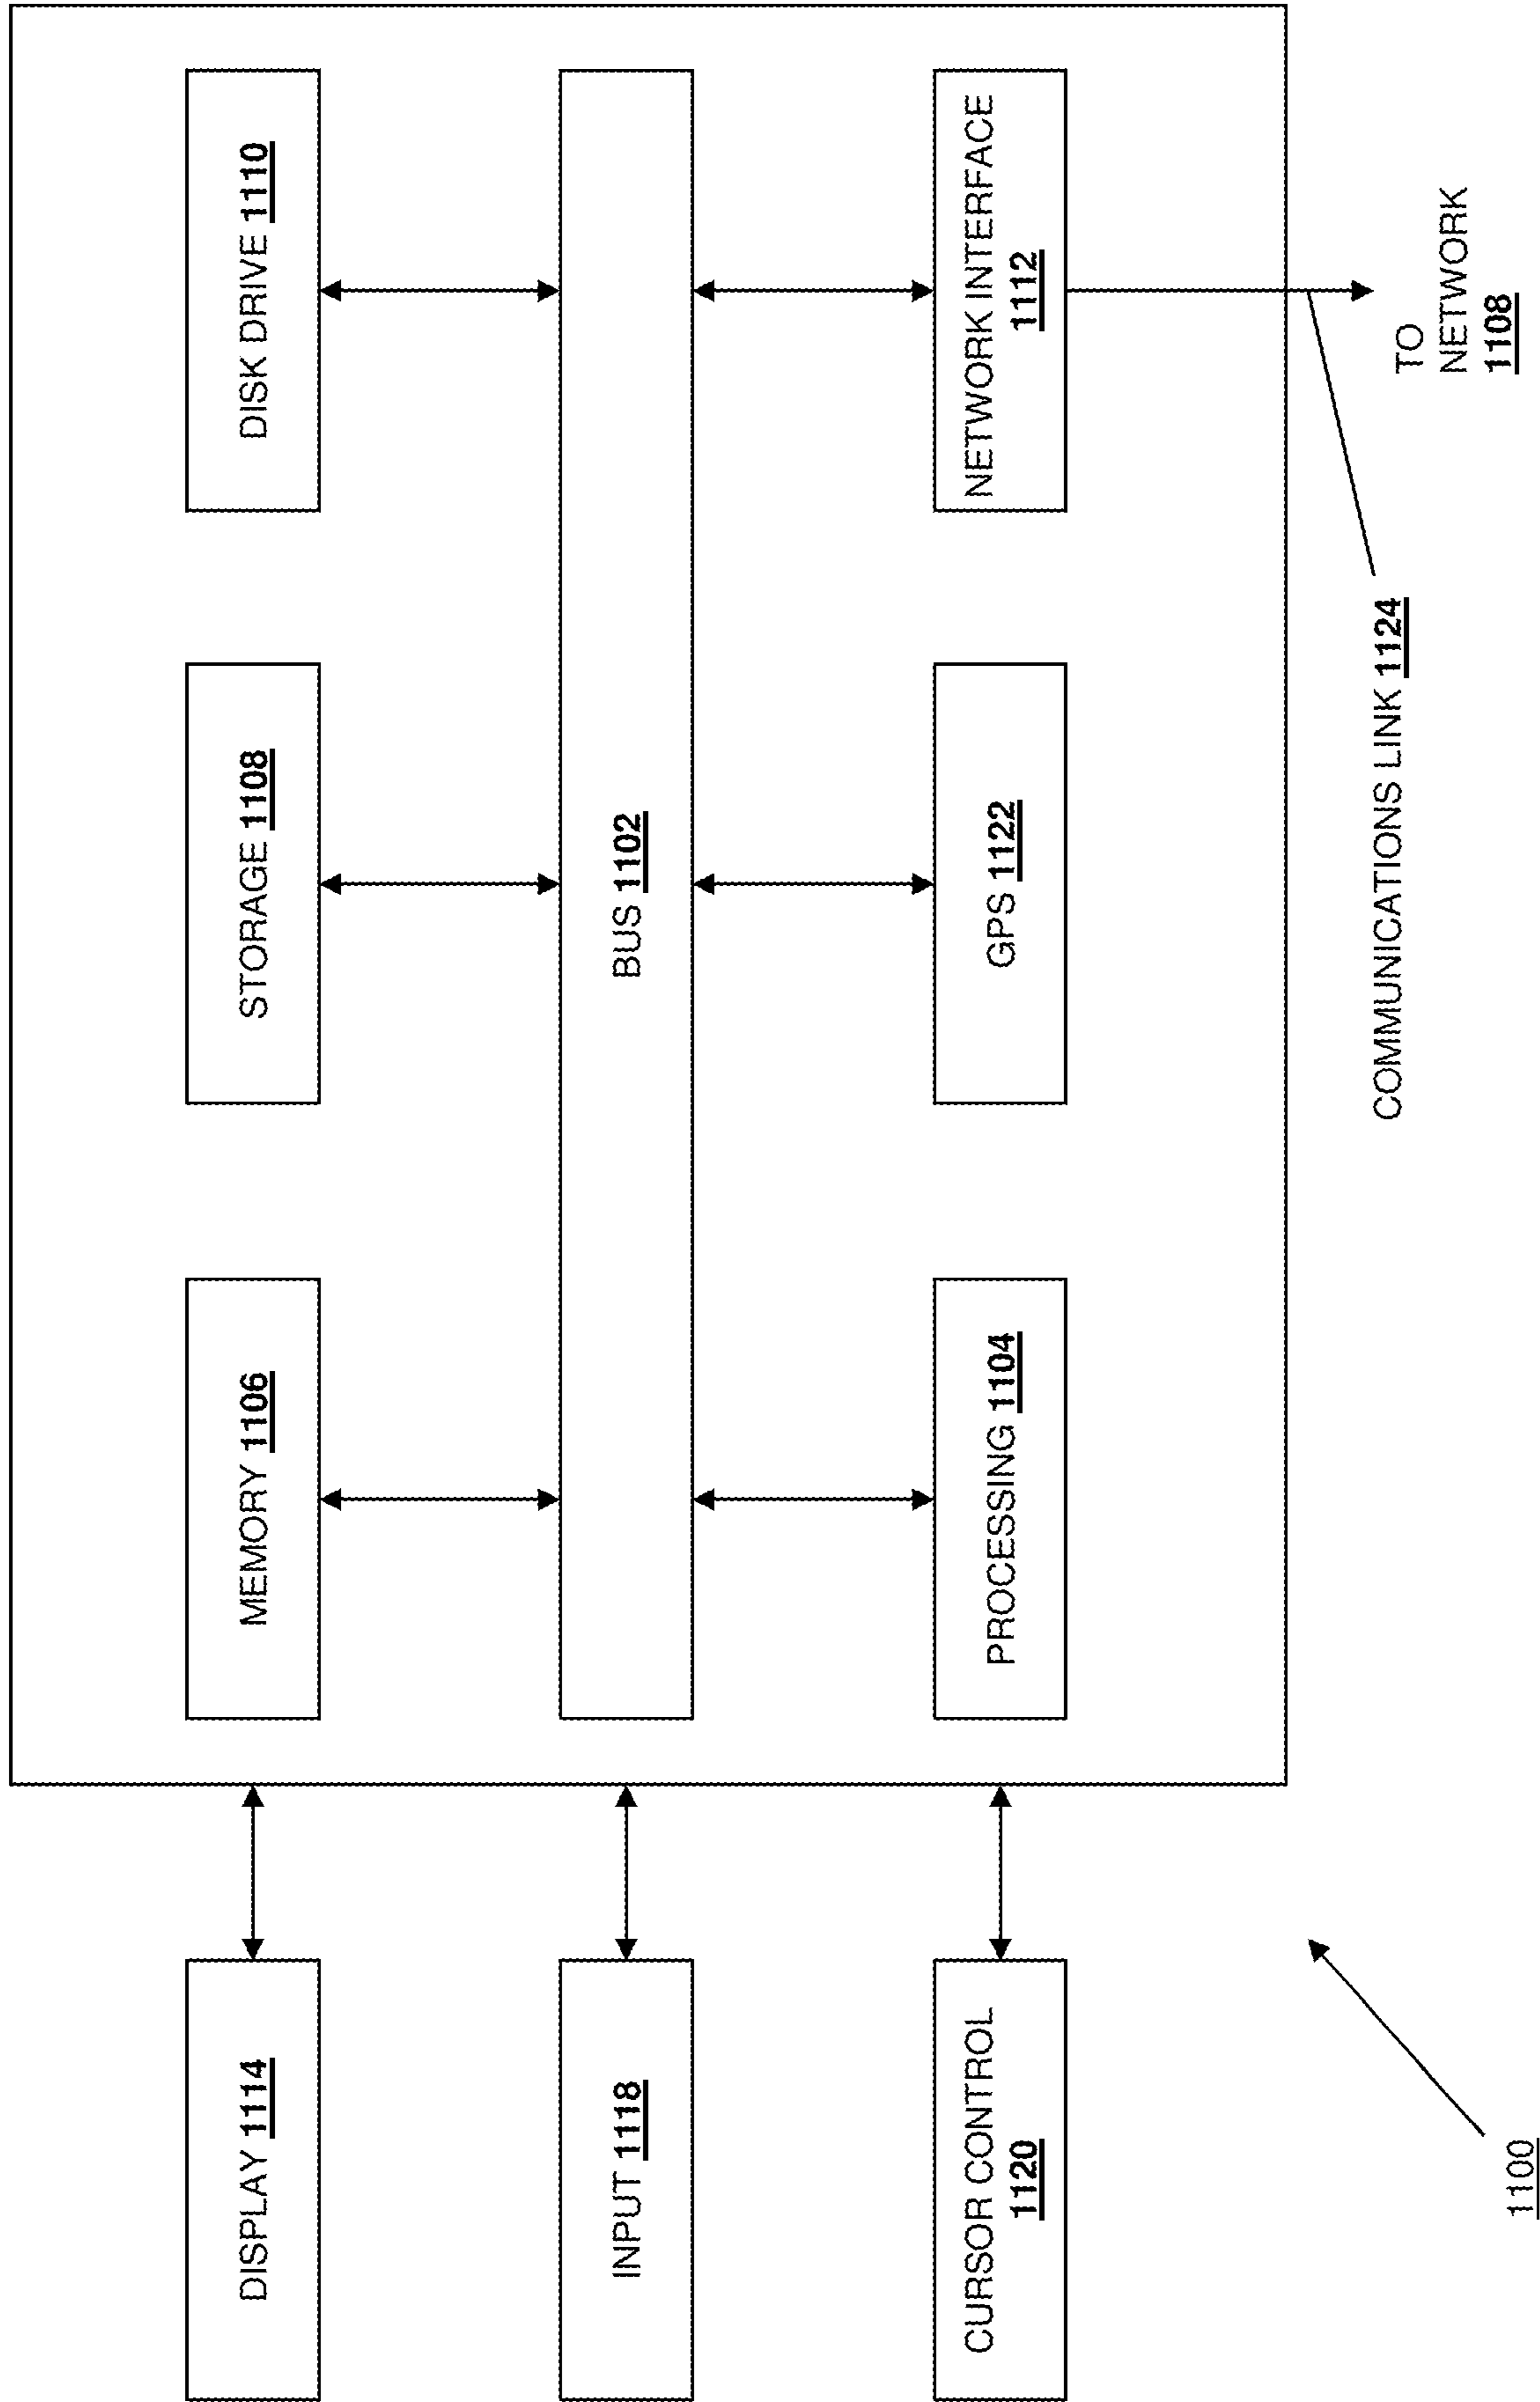 DISPLAY 1114
MEMORY 1106
STORAGE 1108
DISK DRIVE 1110
INPUT 1118
BUS 1102
CURSOR CONTROL
1120
PROCESSING 1104
GPS 1122
NETWORK INTERFACE
1112
COMMUNICATIONS LINK 1124
TO
NETWORK
1108
1100